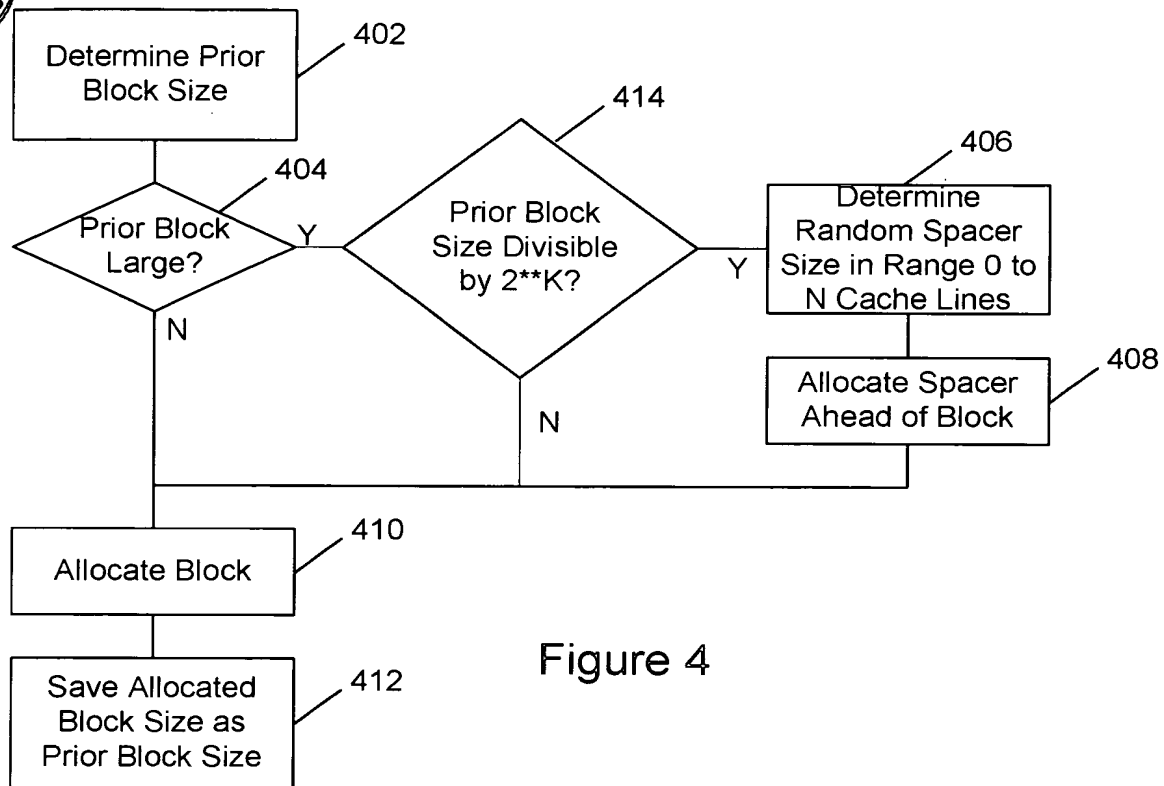 Determine Prior
Block Size
402
Prior Block
Large?
404
Y
N
Prior Block
Size Divisible
by 2**K?
414
Y
N
Determine
Random Spacer
Size in Range 0 to
N Cache Lines
406
Allocate Spacer
Ahead of Block
408
Allocate Block
410
Save Allocated
Block Size as
Prior Block Size
412
Figure 4